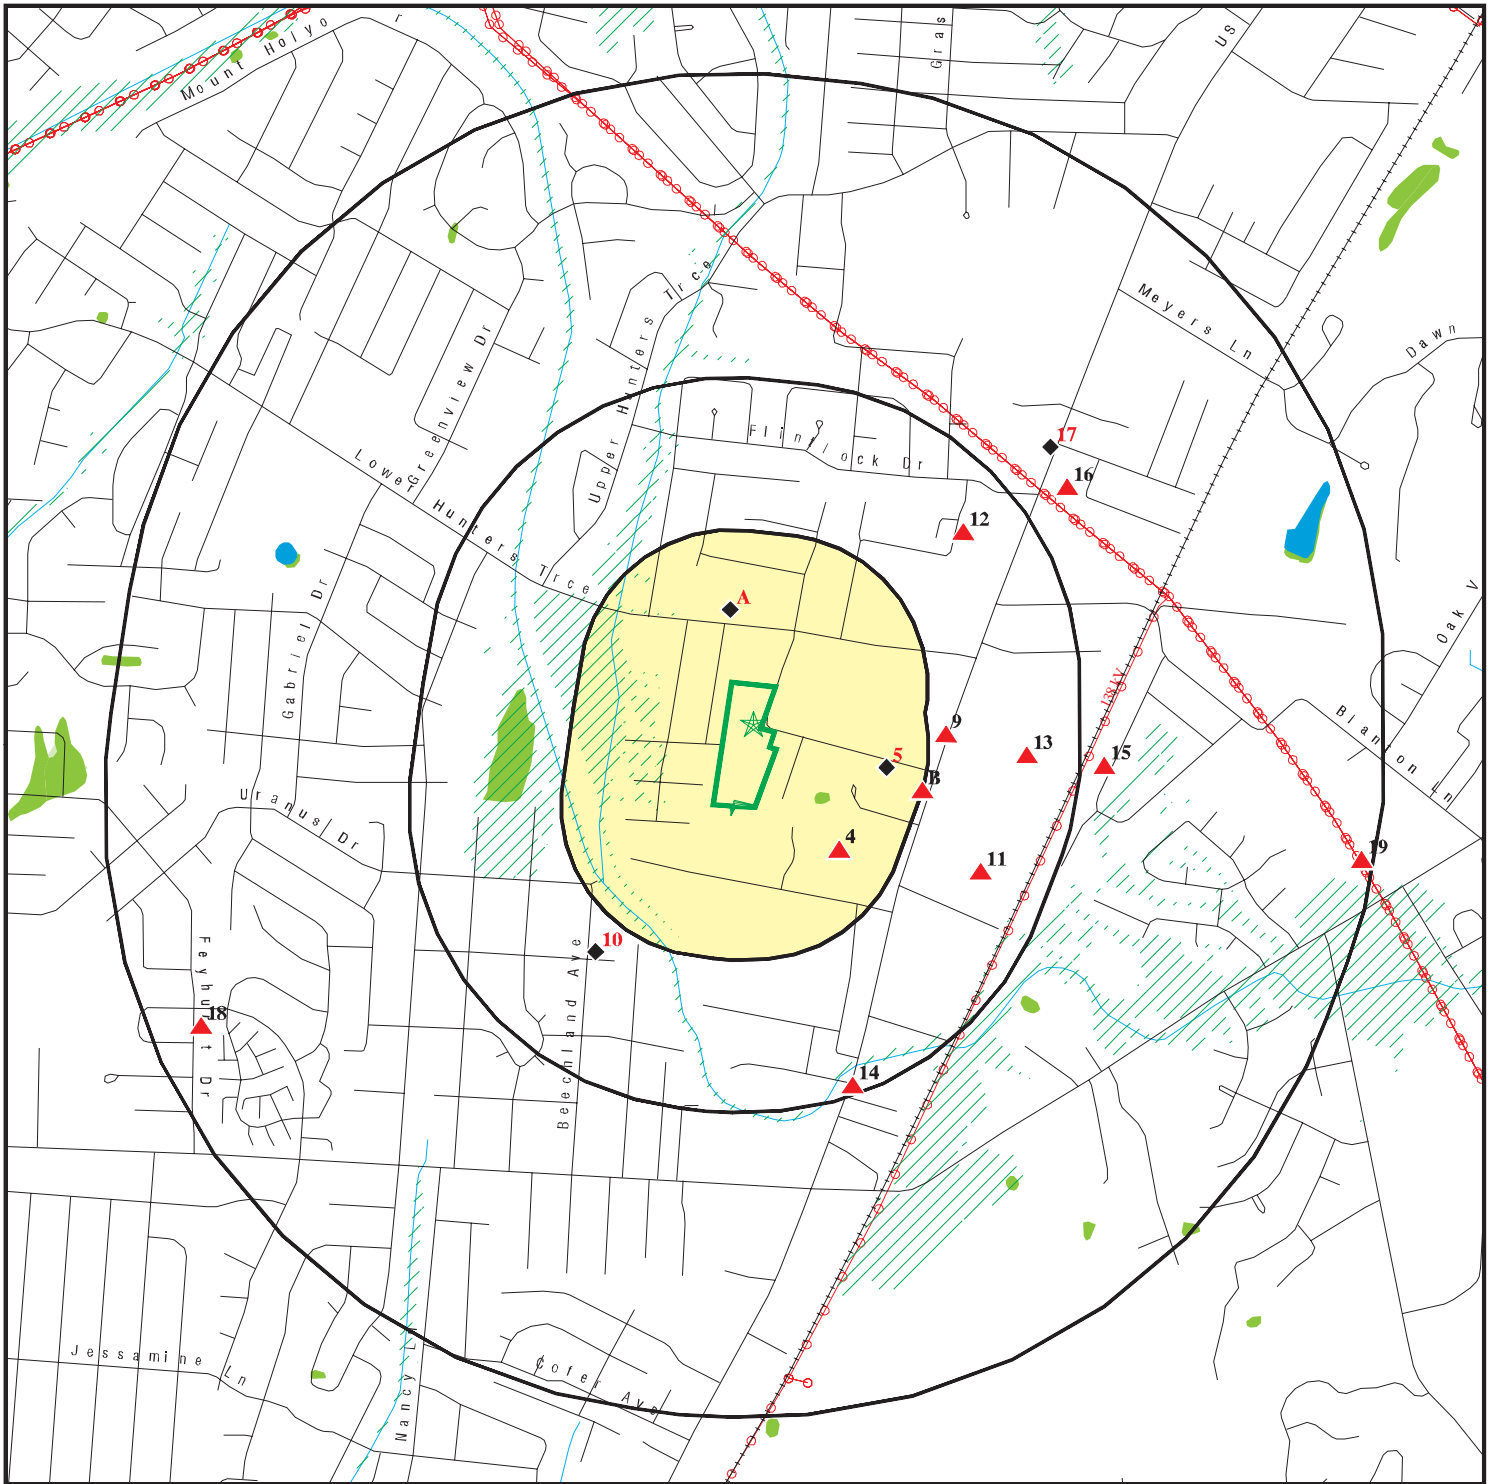 Mount Holyo
r
Gras
US
Meyers Ln
Dawn
Upper Hunters Trce
Greenview Dr
Flintlock Dr
17
16
Lower Hunters Trce
12
Gabriel Dr
A
Oak V
138 kV
9
13
15
5
B
Blanton Ln
Uranus Dr
4
11
19
10
Feyhurst Dr
Beechland Ave
18
14
Jessamine Ln
Nancy Ln
Cofer Ave